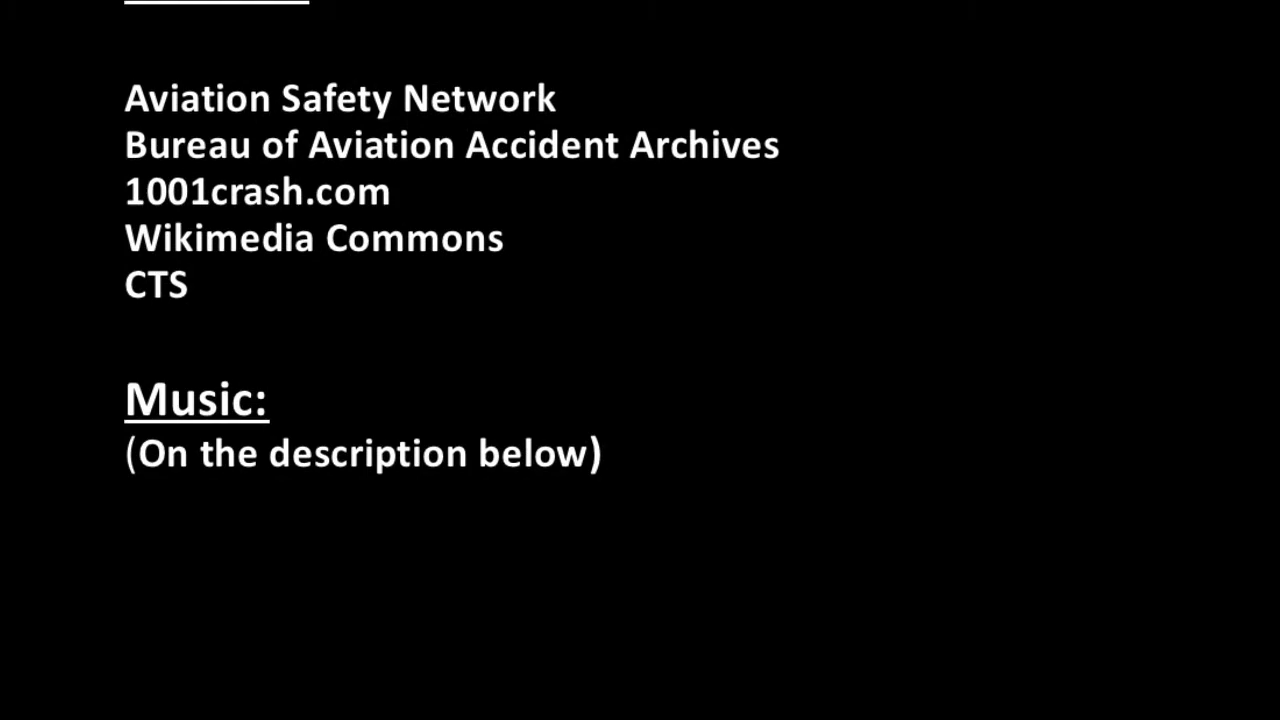 Aviation Safety Network
Bureau of Aviation Accident Archives
1001crash.com
Wikimedia Commons
CTS
Music:
(On the description below)